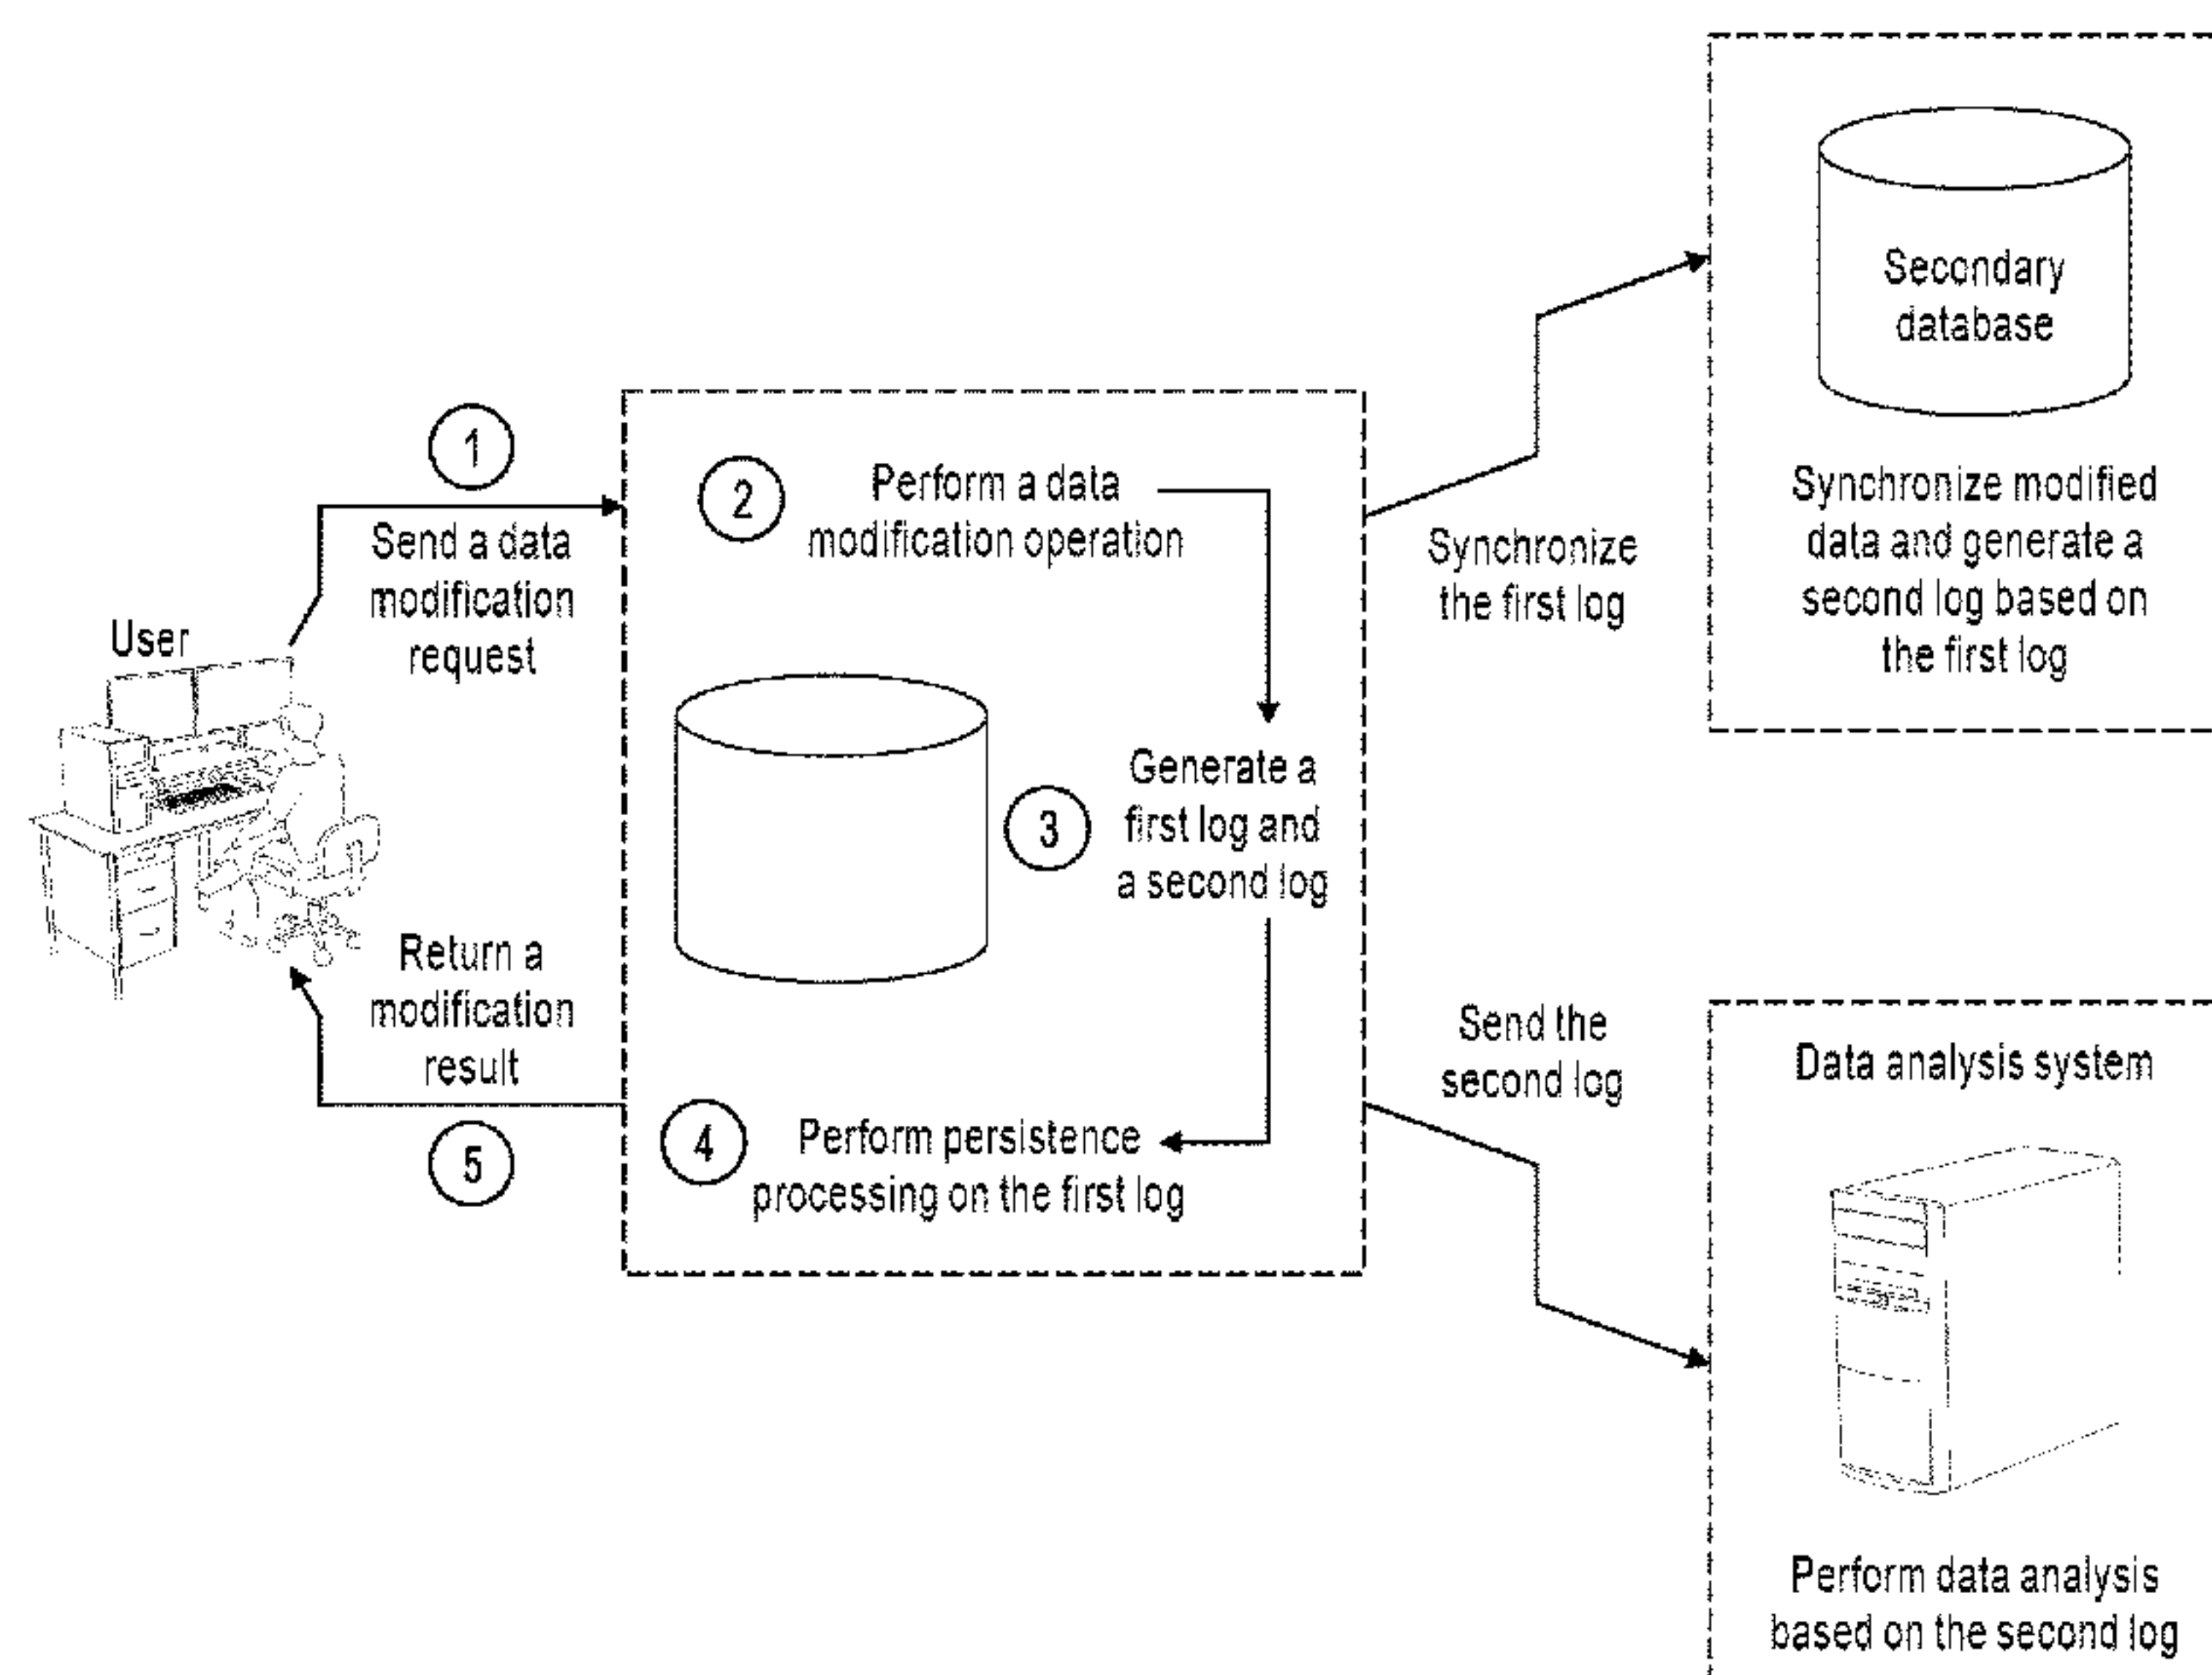 User
1
Send a data
modification
request
2
Perform a data
modification operation
3
Generate a
first log and
a second log
4
Perform persistence
processing on the first log
Return a
modification
result
5
Synchronize
the first log
Secondary
database
Synchronize modified
data and generate a
second log based on
the first log
Send the
second log
Data analysis system
Perform data analysis
based on the second log